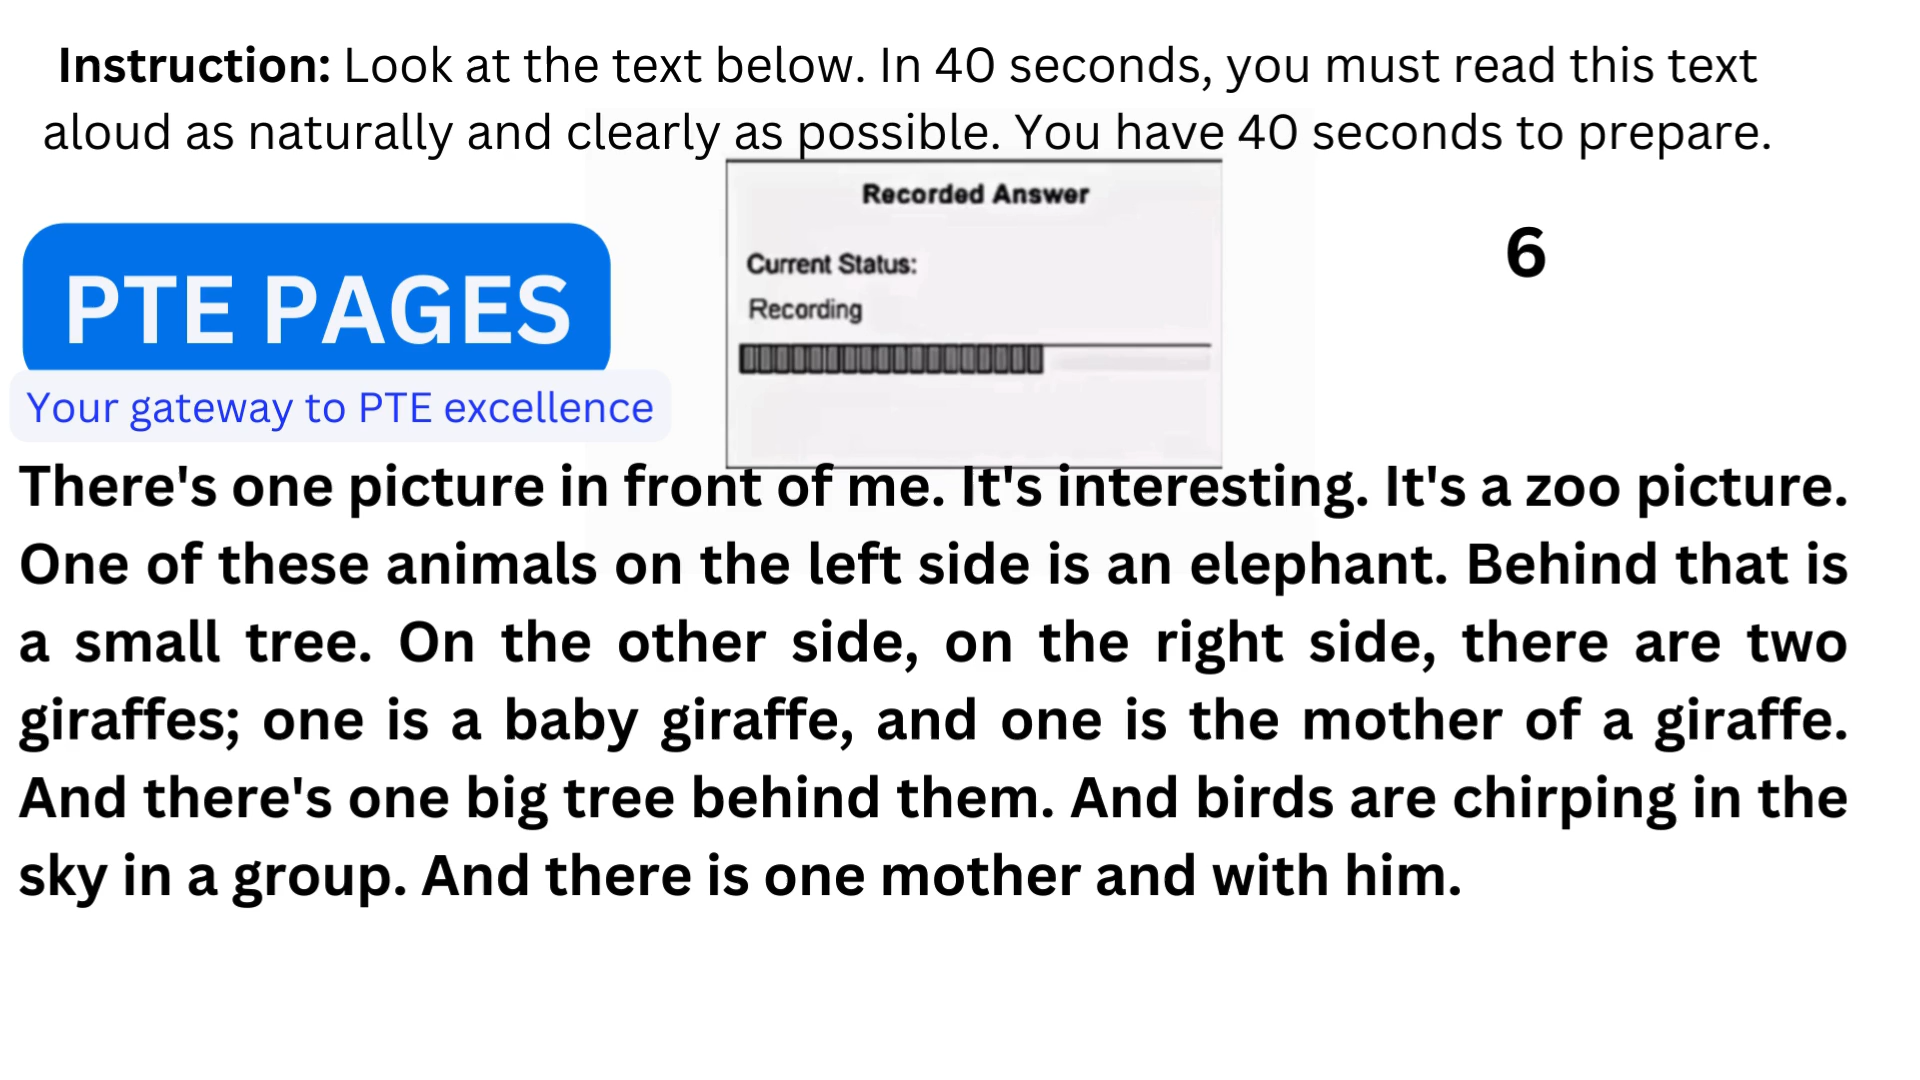 Instruction: Look at the text below. In 40 seconds, you must read this text
aloud as naturally and clearly as possible. You have 40 seconds to prepare.
Recorded Answer
6
Current Status:
Recording
PTE PAGES
Your gateway to PTE excellence
There's one picture in front of me. It's interesting. It's a zoo picture.
One of these animals on the left side is an elephant. Behind that is
a small tree. On the other side, on the right side, there are two
giraffes; one is a baby giraffe, and one is the mother of a giraffe.
And there's one big tree behind them. And birds are chirping in the
sky in a group. And there is one mother and with him.